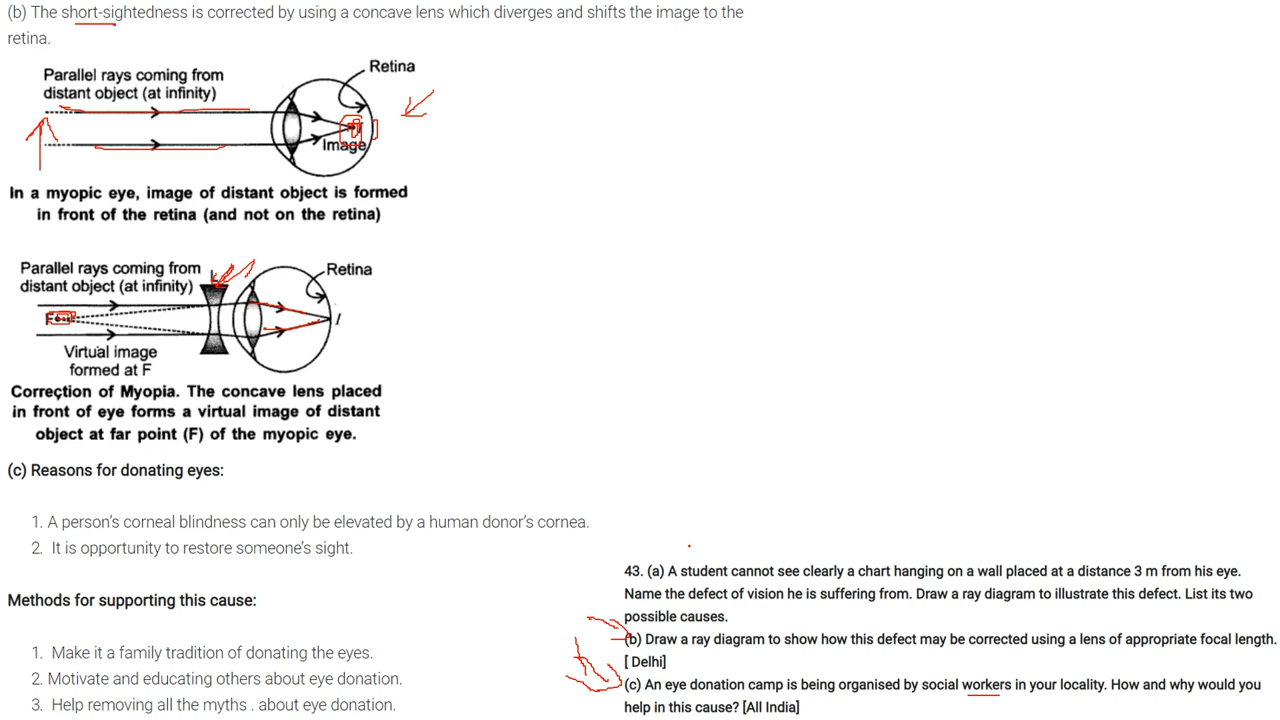 (b) The short-sightedness is corrected by using a concave lens which diverges and shifts the image to the
retina.
Retina
Parallel rays coming from
distant object (at infinity)
Image
In a myopic eye, image of distant object is formed
in front of the retina (and not on the retina)
Parallel rays coming from
distant object (at infinity)
Retina
F
I
Virtual image
formed at F
Correction of Myopia. The concave lens placed
in front of eye forms a virtual image of distant
object at far point (F) of the myopic eye.
(c) Reasons for donating eyes:
1. A person's corneal blindness can only be elevated by a human donor's cornea.
2. It is opportunity to restore someone's sight.
Methods for supporting this cause:
1. Make it a family tradition of donating the eyes.
2. Motivate and educating others about eye donation.
3. Help removing all the myths . about eye donation.
43. (a) A student cannot see clearly a chart hanging on a wall placed at a distance 3 m from his eye.
Name the defect of vision he is suffering from. Draw a ray diagram to illustrate this defect. List its two
possible causes.
(b) Draw a ray diagram to show how this defect may be corrected using a lens of appropriate focal length.
[ Delhi]
(c) An eye donation camp is being organised by social workers in your locality. How and why would you
help in this cause? [All India]